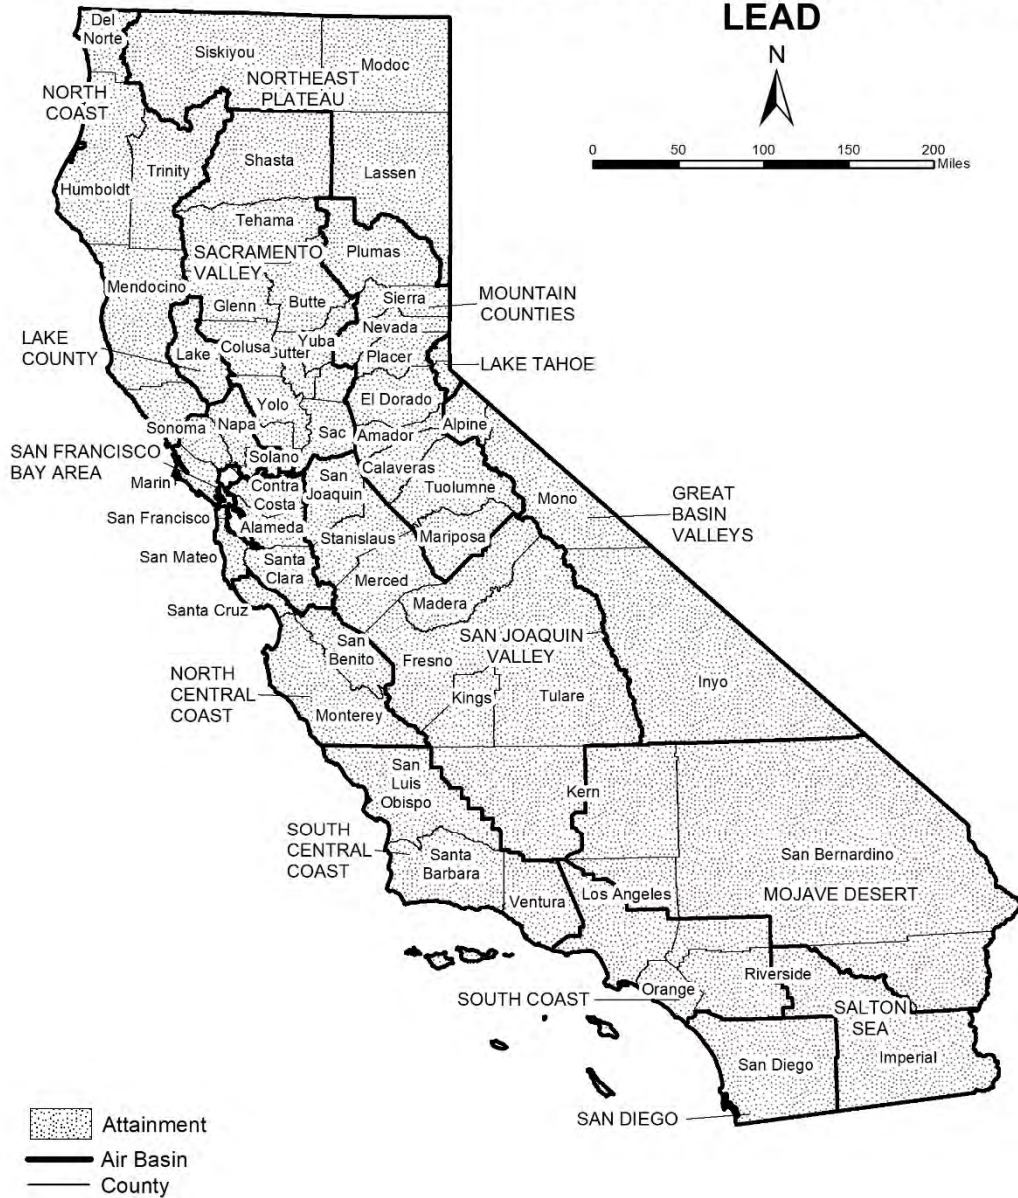 LEAD
N
0 50 100 150 200
Miles
Del
Norte
Siskiyou
Modoc
NORTHEAST
PLATEAU
NORTH
COAST
Shasta
Trinity
Lassen
Humboldt
Tehama
Plumas
SACRAMENTO
VALLEY
Mendocino
Glenn
Butte
Sierra
MOUNTAIN
COUNTIES
Nevada
Yuba
LAKE
COUNTY
Lake
Colusa
utter
Placer
LAKE TAHOE
El Dorado
Yolo
Sonoma
Napa
Sac
Amador
Alpine
SAN FRANCISCO
BAY AREA
Solano
Calaveras
Marin
Contra
Costa
San
Joaquin
Tuolumne
Mono
GREAT
BASIN
VALLEYS
San Francisco
Alameda
Stanislaus
Mariposa
San Mateo
Santa
Clara
Merced
Madera
Santa Cruz
San
Benito
Fresno
SAN JOAQUIN
VALLEY
NORTH
CENTRAL
COAST
Monterey
Kings
Tulare
Inyo
San
Luis
Obispo
Kern
SOUTH
CENTRAL
COAST
Santa
Barbara
San Bernardino
Ventura
Los Angeles
MOJAVE DESERT
Riverside
SOUTH COAST
Orange
SALTON
SEA
San Diego
Imperial
SAN DIEGO
Attainment
Air Basin
County